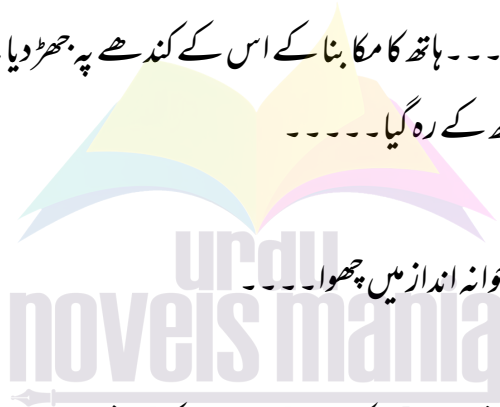 ۔۔۔ہاتھ کا مکا بنا کے اس کے کندھے پہ جھڑ دیا۔
کے رہ گیا۔۔۔۔۔
انداز میں چھوا۔۔۔۔
urdu
novels mania